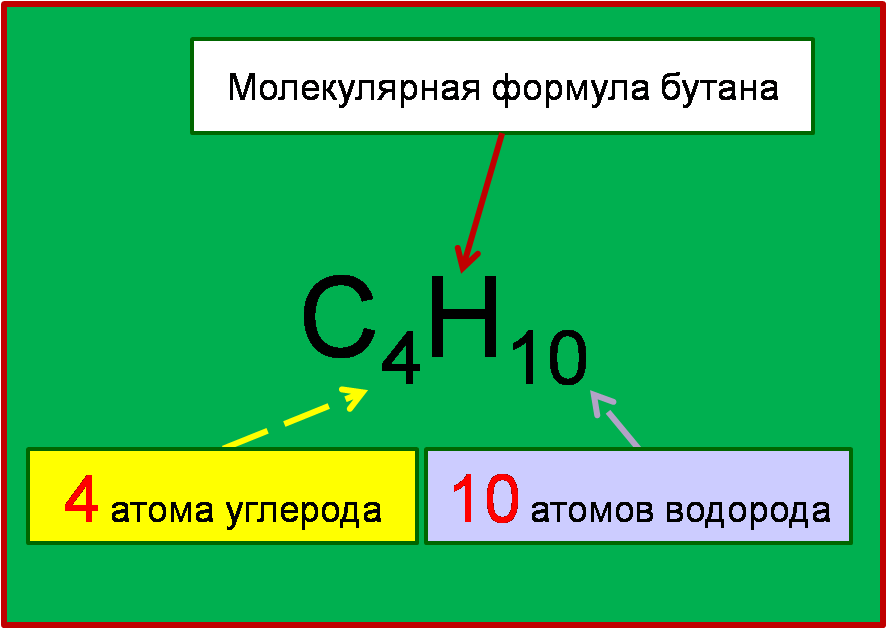 Молекулярная формула бутана
C₄H₁₀
4 атома углерода
10 атомов водорода